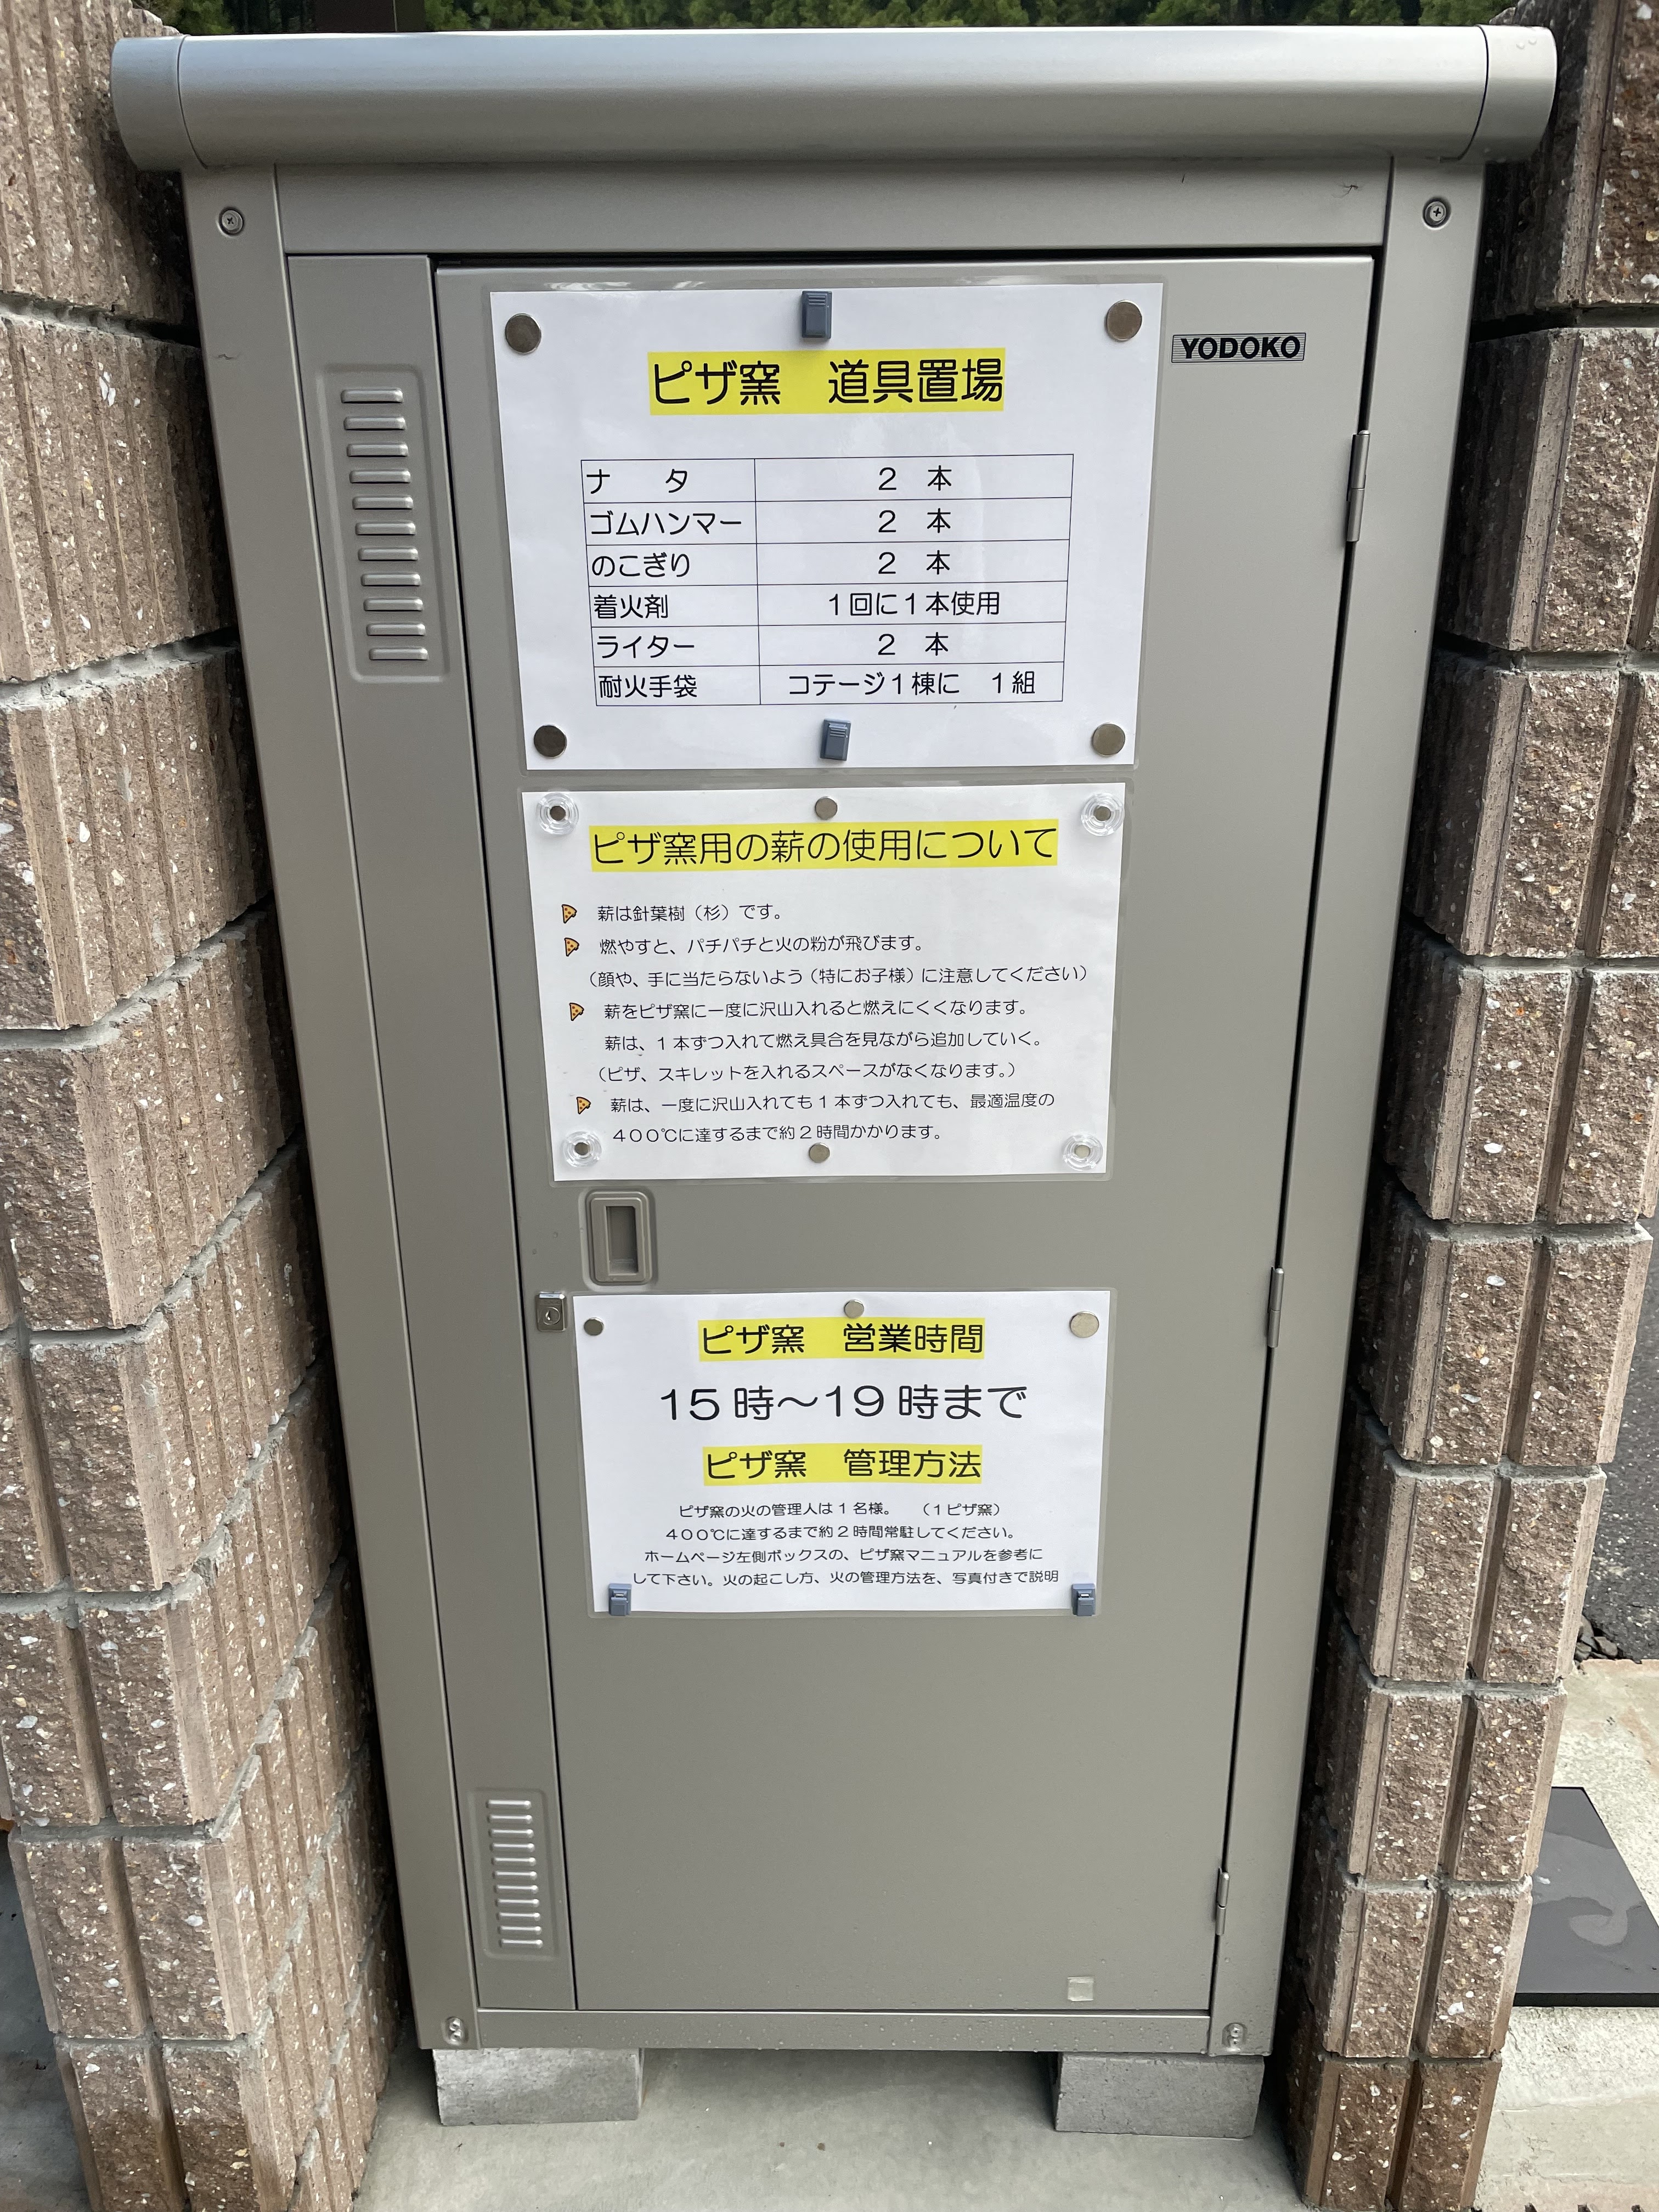 ピザ窯　道具置場
YODOKO
ナ　　タ　２　本
ゴムハンマー　２　本
のこぎり　２　本
着火剤　１回に１本使用
ライター　２　本
耐火手袋　コテージ１棟に　１組
ピザ窯用の薪の使用について
薪は針葉樹（杉）です。
燃やすと、パチパチと火の粉が飛びます。
（顔や、手に当たらないよう（特にお子様）に注意してください）
薪をピザ窯に一度に沢山入れると燃えにくくなります。
薪は、１本ずつ入れて燃え具合を見ながら追加していく。
（ピザ、スキレットを入れるスペースがなくなります。）
薪は、一度に沢山入れても１本ずつ入れても、最適温度の
４００℃に達するまで約２時間かかります。
ピザ窯　営業時間
15時～19時まで
ピザ窯　管理方法
ピザ窯の火の管理人は１名様。　（１ピザ窯）
４００℃に達するまで約２時間常駐してください。
ホームページ左側ボックスの、ピザ窯マニュアルを参考に
して下さい。火の起こし方、火の管理方法を、写真付きで説明